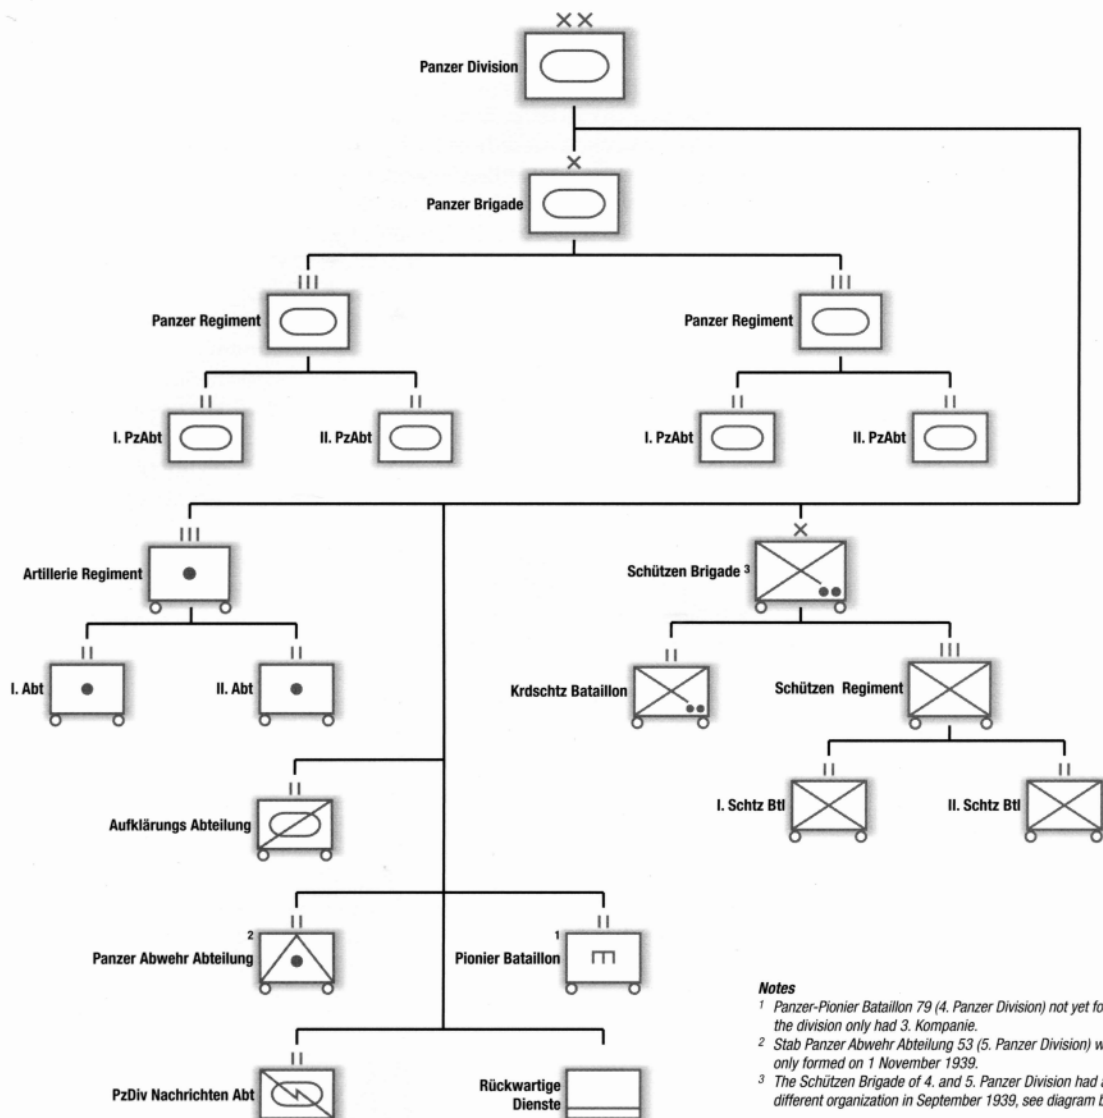 Panzer Division
Panzer Brigade
Panzer Regiment
Panzer Regiment
I. PzAbt
II. PzAbt
I. PzAbt
II. PzAbt
Artillerie Regiment
Schützen Brigade 3
I. Abt
II. Abt
Krdschtz Bataillon
Schützen Regiment
I. Schtz Btl
II. Schtz Btl
Aufklärungs Abteilung
Panzer Abwehr Abteilung 2
Pionier Bataillon 1
PzDiv Nachrichten Abt
Rückwartige
Dienste
Notes
1 Panzer-Pionier Bataillon 79 (4. Panzer Division) not yet
the division only had 3. Kompanie.
2 Stab Panzer Abwehr Abteilung 53 (5. Panzer Division)
only formed on 1 November 1939.
3 The Schützen Brigade of 4. and 5. Panzer Division had
different organization in September 1939, see diagram